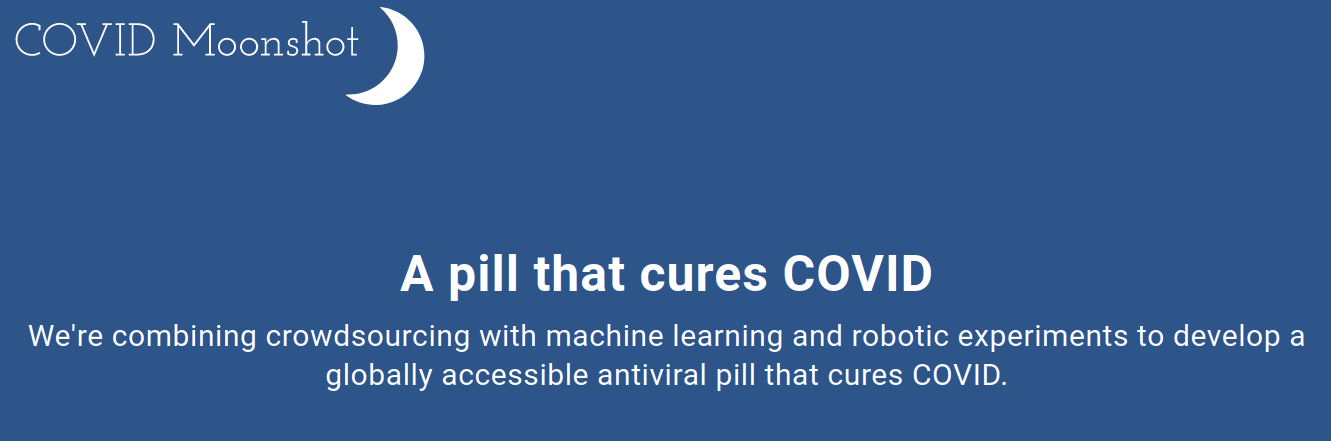 COVID Moonshot
A pill that cures COVID
We're combining crowdsourcing with machine learning and robotic experiments to develop a
globally accessible antiviral pill that cures COVID.